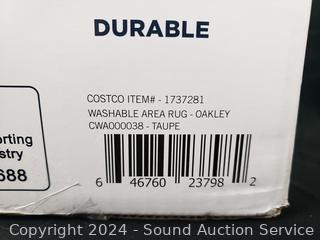 DURABLE
COSTCO ITEM# - 1737281
WASHABLE AREA RUG - OAKLEY
CWA000038 - TAUPE
orting
stry
688
6 46760 23798 2
Copyright 2024 - Sound Auction Service